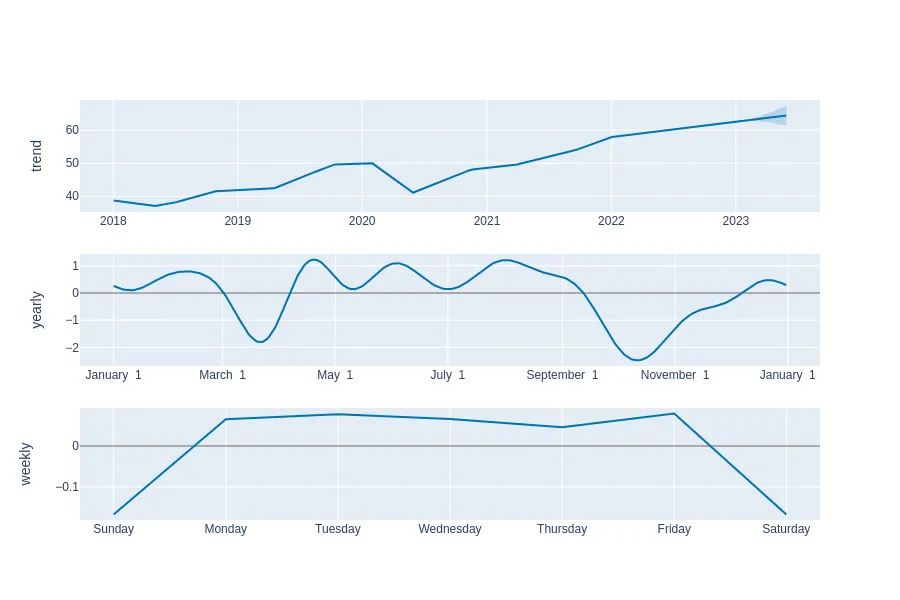 60
50
40
trend
2018 2019 2020 2021 2022 2023
1
0
−1
−2
yearly
January 1 March 1 May 1 July 1 September 1 November 1 January 1
0
−0.1
weekly
Sunday Monday Tuesday Wednesday Thursday Friday Saturday